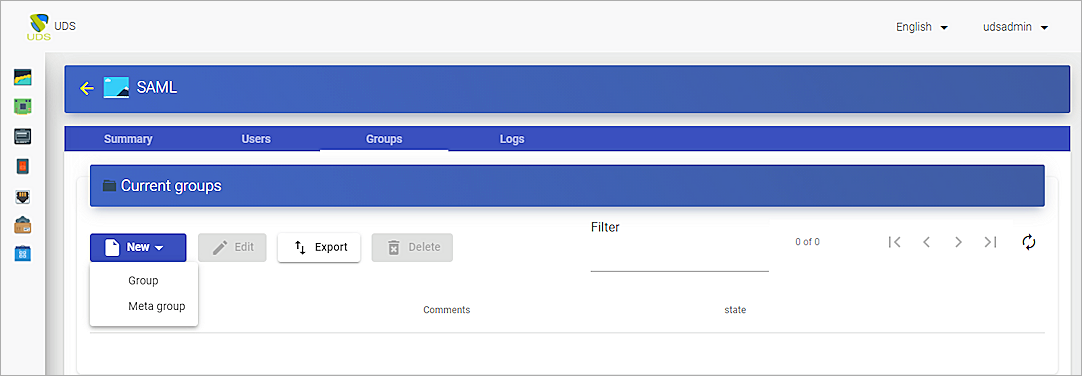 UDS UDS English udsadmin
SAML
Summary Users Groups Logs
Current groups
Filter
New Edit Export Delete 0 of 0
Group
Meta group
Comments state